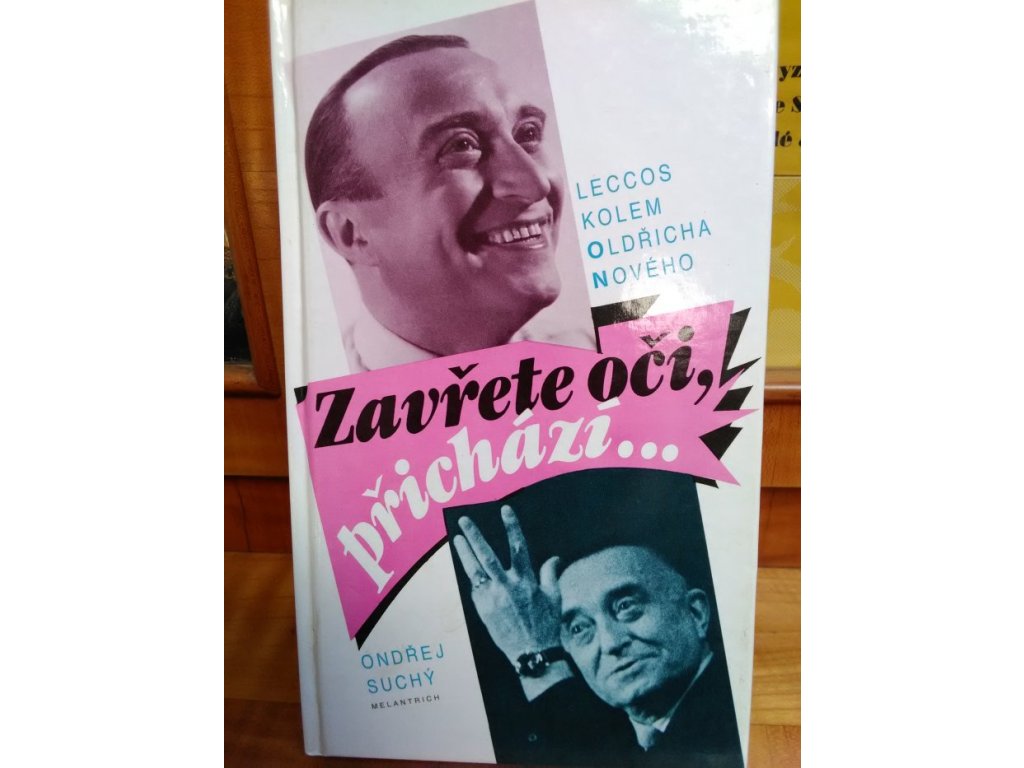 LECCOS
KOLEM
OLDŘICHA
NOVÉHO
Zavřete oči,
přichází...
ONDŘEJ
SUCHÝ
MELANTRICH